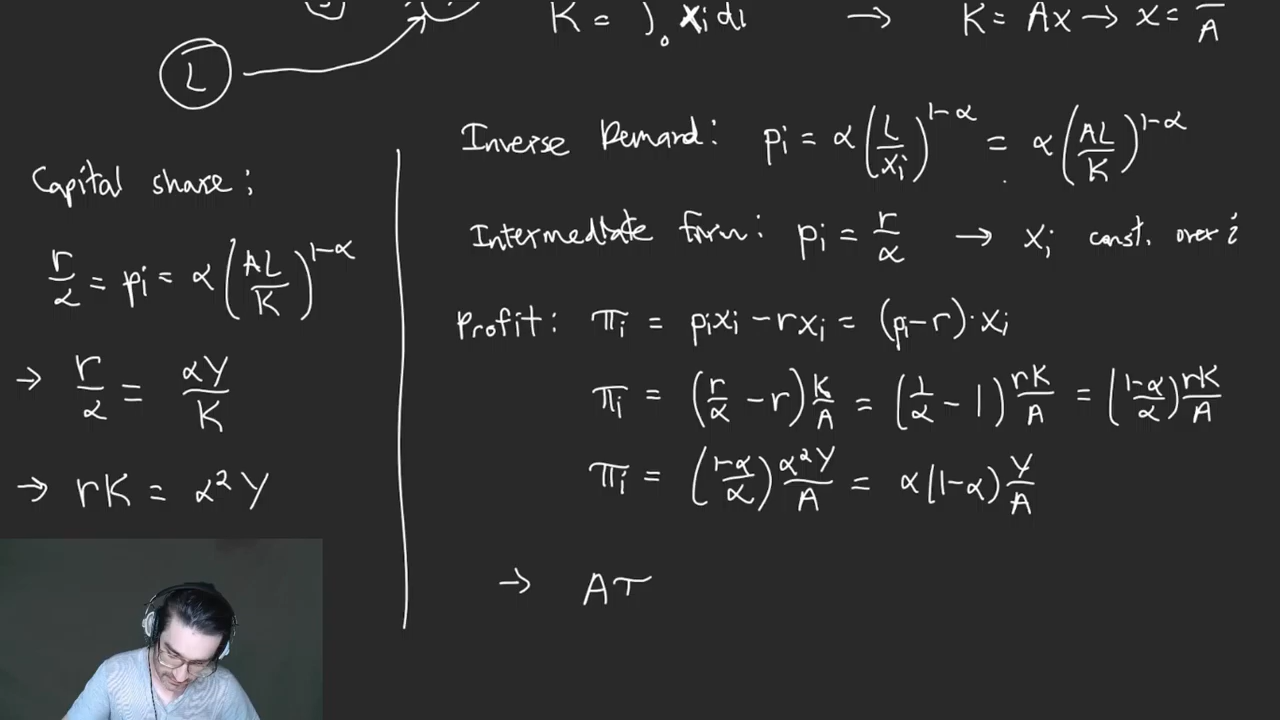 K = ∫₀ xᵢ di → K = Ax → x = –/A
L
Inverse Demand: pᵢ = α(L/xᵢ)^(1-α) = α(AL/K)^(1-α)
Intermediate firm: pᵢ = r/α → xᵢ const. over i
Profit: πᵢ = pᵢxᵢ − rxᵢ = (pᵢ−r)·xᵢ
πᵢ = (r/α − r)K/A = (1/α − 1)rK/A = ((1-α)/α)rK/A
πᵢ = ((1-α)/α)α²Y/A = α(1−α)Y/A
→ Aτ
Capital share:
r/α = pᵢ = α(AL/K)^(1-α)
→ r/α = αY/K
→ rK = α²Y